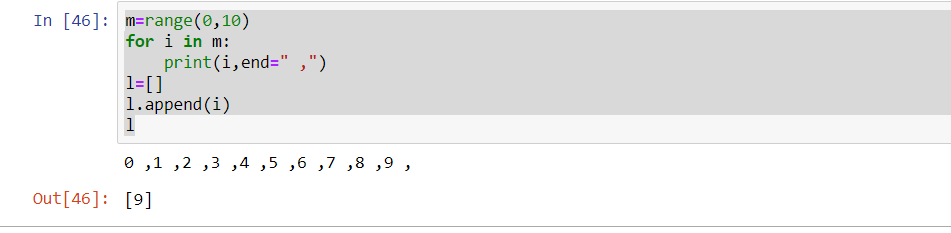 In [46]: m=range(0,10)
for i in m:
    print(i,end=" ,")
l=[]
l.append(i)
l
0 ,1 ,2 ,3 ,4 ,5 ,6 ,7 ,8 ,9 ,
Out[46]: [9]